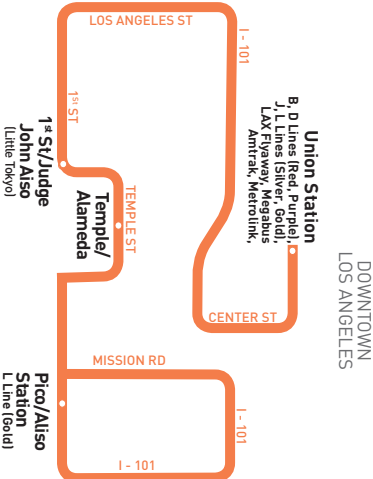 DOWNTOWN
LOS ANGELES
Union Station
B, D Lines (Red, Purple),
J, L Lines (Silver, Gold),
LAX Flyaway, Megabus
Amtrak, Metrolink,
LOS ANGELES ST
I - 101
1ST ST
1st St/Judge
John Aiso
(Little Tokyo)
TEMPLE ST
Temple/
Alameda
CENTER ST
MISSION RD
I - 101
I - 101
Pico/Aliso
Station
L Line (Gold)